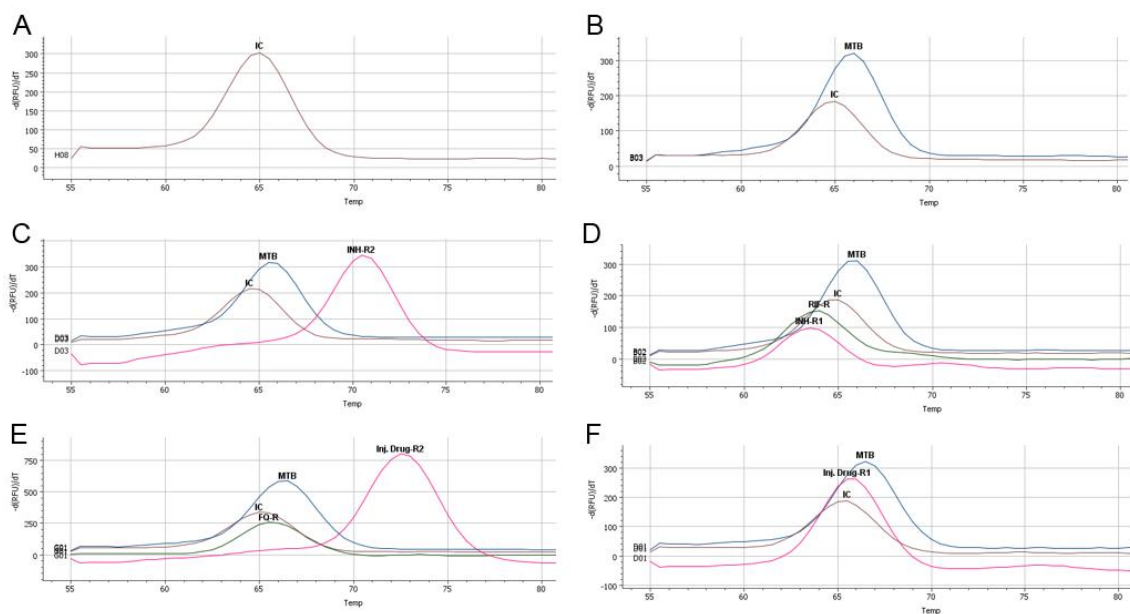 A
IC
300
250
200
150
100
50
0
H08
-d(RFU)/dT
55 60 65 70 75 80
Temp
B
MTB
IC
300
200
100
0
B03
-d(RFU)/dT
55 60 65 70 75 80
Temp
C
INH-R2
MTB
IC
300
200
100
0
-100
D03
D03
-d(RFU)/dT
55 60 65 70 75 80
Temp
D
MTB
IC
RIF-R
INH-R1
300
200
100
0
B02
-d(RFU)/dT
55 60 65 70 75 80
Temp
E
Inj. Drug-R2
MTB
IC
FQ-R
750
500
250
0
G01
G01
-d(RFU)/dT
55 60 65 70 75 80
Temp
F
MTB
Inj. Drug-R1
IC
300
200
100
0
-100
D01
D01
-d(RFU)/dT
55 60 65 70 75 80
Temp